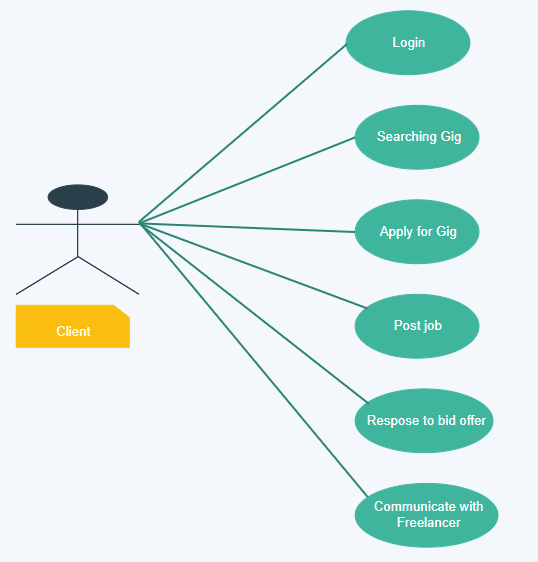 Login
Searching Gig
Apply for Gig
Client
Post job
Respose to bid offer
Communicate with
Freelancer